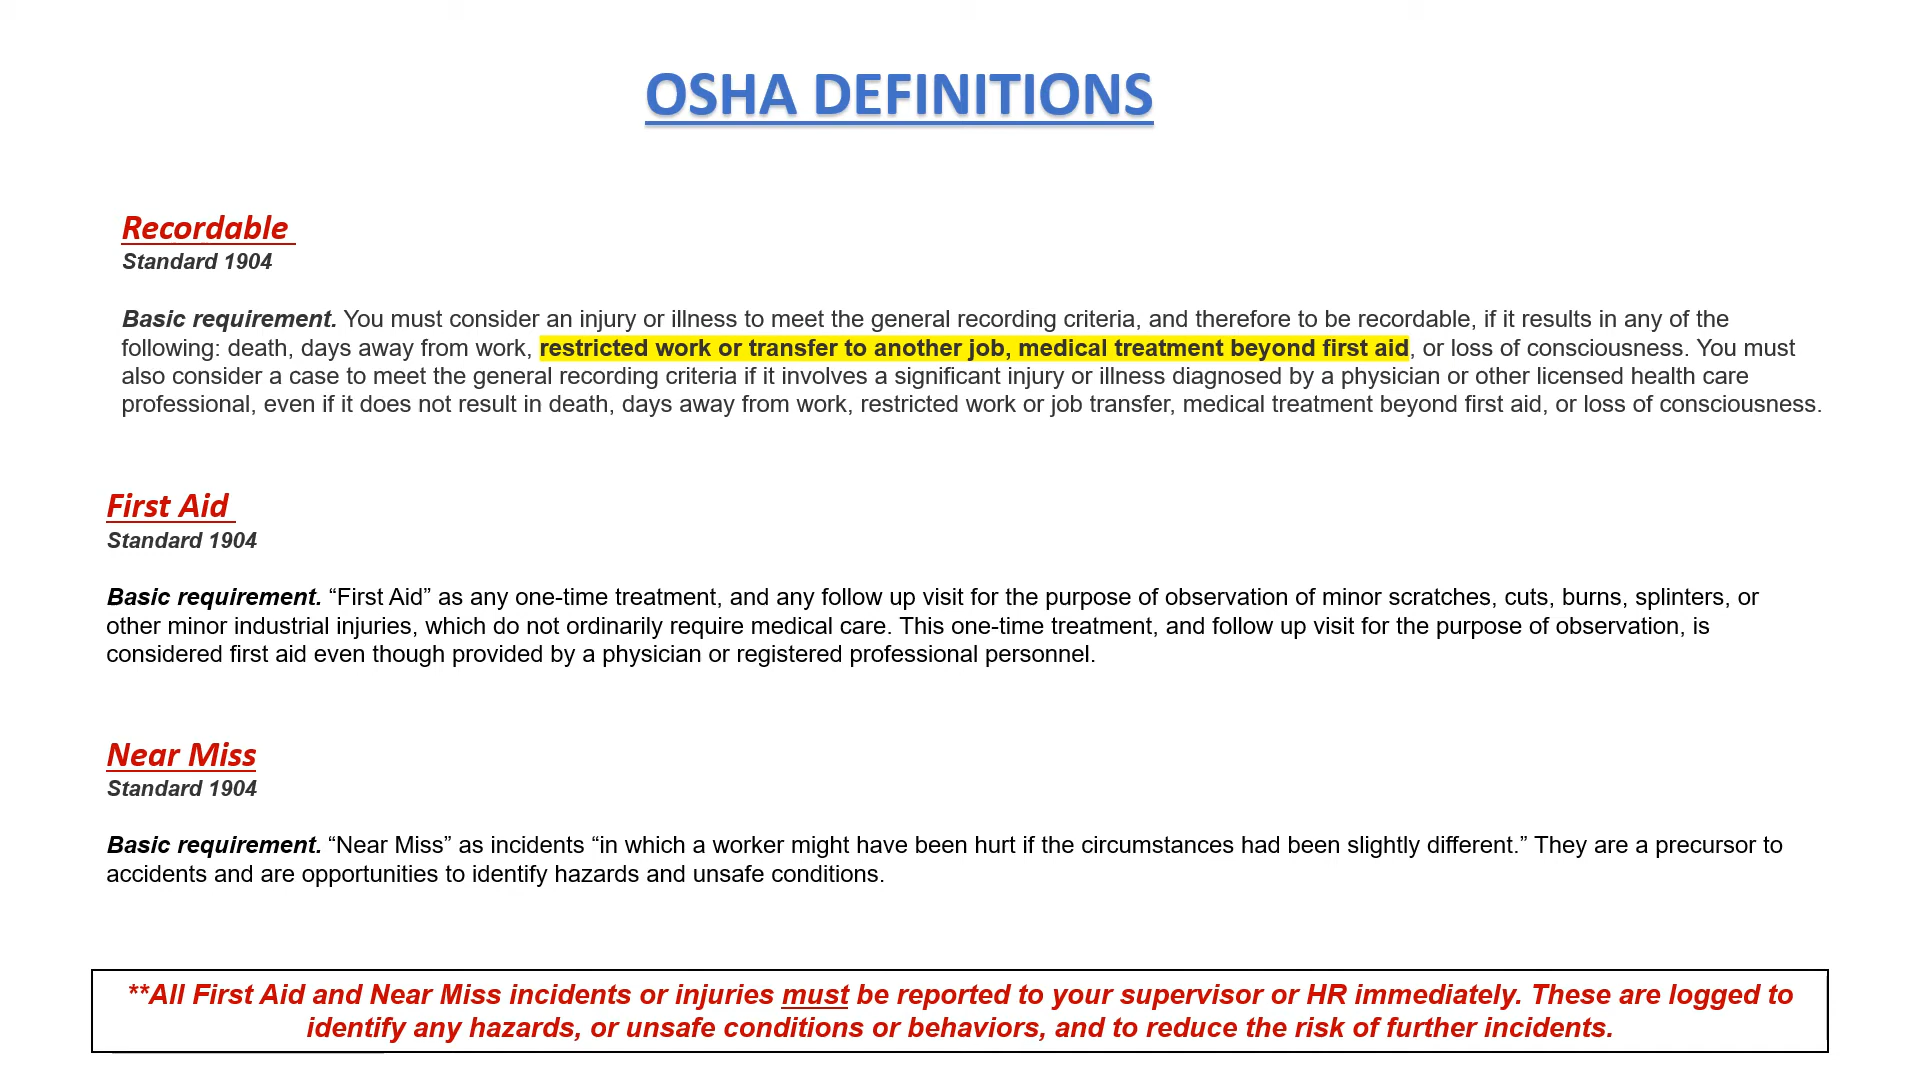 OSHA DEFINITIONS
Recordable
Standard 1904
Basic requirement. You must consider an injury or illness to meet the general recording criteria, and therefore to be recordable, if it results in any of the
following: death, days away from work, restricted work or transfer to another job, medical treatment beyond first aid, or loss of consciousness. You must
also consider a case to meet the general recording criteria if it involves a significant injury or illness diagnosed by a physician or other licensed health care
professional, even if it does not result in death, days away from work, restricted work or job transfer, medical treatment beyond first aid, or loss of consciousness.
First Aid
Standard 1904
Basic requirement. “First Aid” as any one-time treatment, and any follow up visit for the purpose of observation of minor scratches, cuts, burns, splinters, or
other minor industrial injuries, which do not ordinarily require medical care. This one-time treatment, and follow up visit for the purpose of observation, is
considered first aid even though provided by a physician or registered professional personnel.
Near Miss
Standard 1904
Basic requirement. “Near Miss” as incidents “in which a worker might have been hurt if the circumstances had been slightly different.” They are a precursor to
accidents and are opportunities to identify hazards and unsafe conditions.
**All First Aid and Near Miss incidents or injuries must be reported to your supervisor or HR immediately. These are logged to
identify any hazards, or unsafe conditions or behaviors, and to reduce the risk of further incidents.